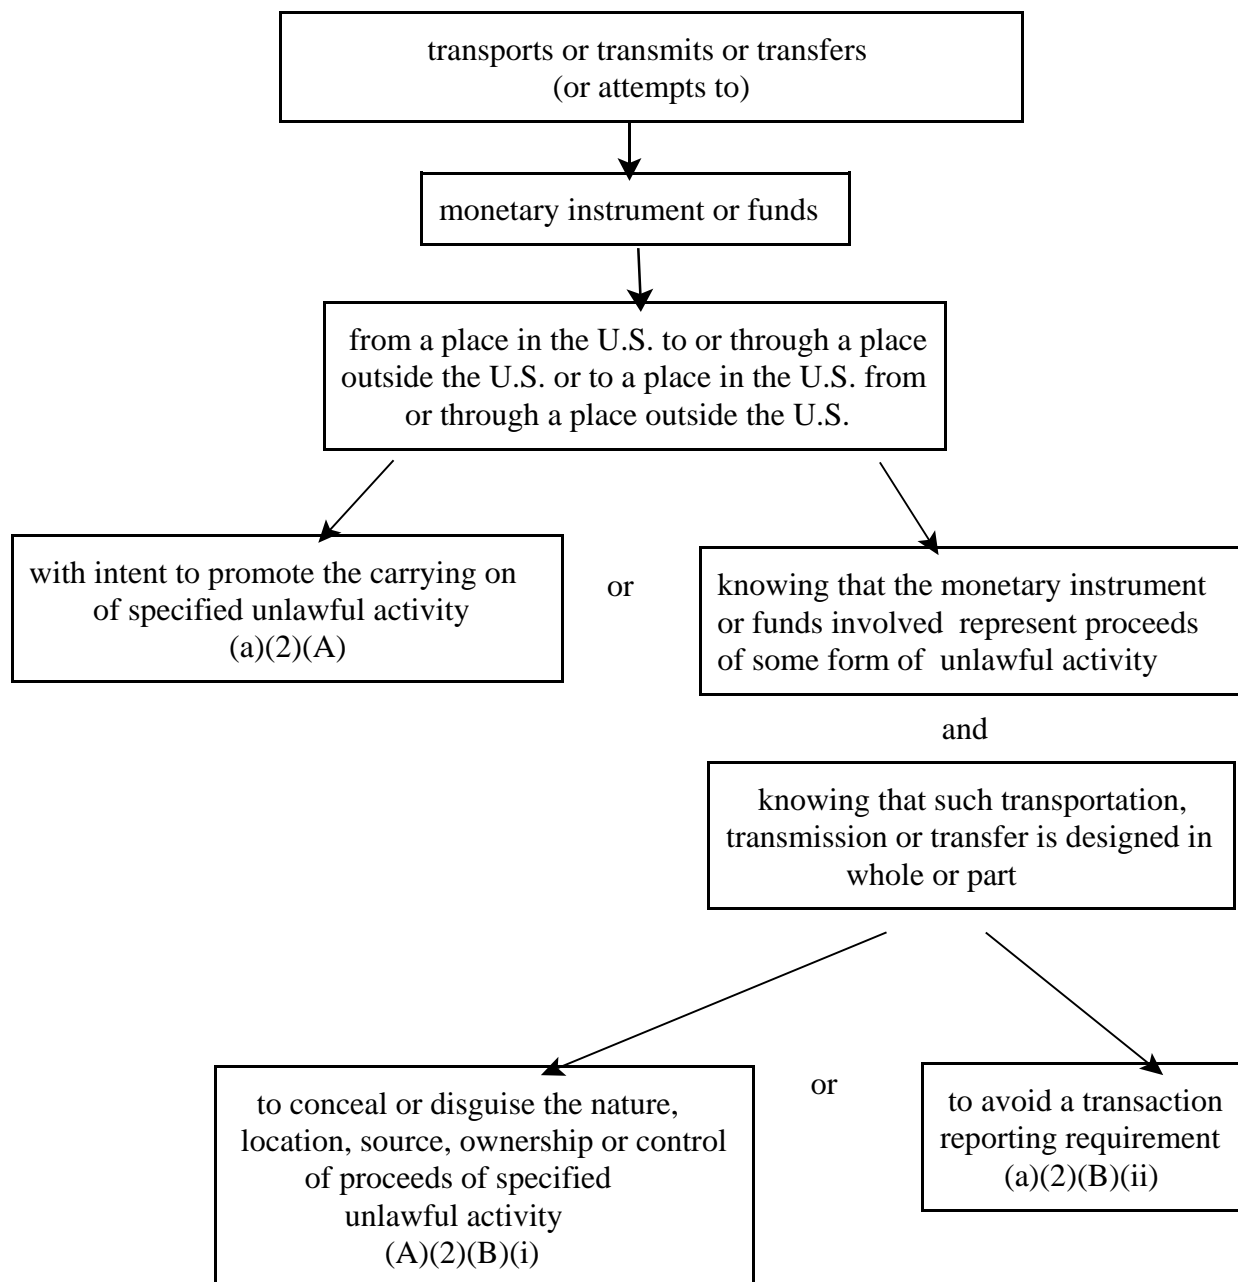 transports or transmits or transfers
(or attempts to)
monetary instrument or funds
from a place in the U.S. to or through a place
outside the U.S. or to a place in the U.S. from
or through a place outside the U.S.
with intent to promote the carrying on
of specified unlawful activity
(a)(2)(A)
or
knowing that the monetary instrument
or funds involved represent proceeds
of some form of unlawful activity
and
knowing that such transportation,
transmission or transfer is designed in
whole or part
to conceal or disguise the nature,
location, source, ownership or control
of proceeds of specified
unlawful activity
(A)(2)(B)(i)
or
to avoid a transaction
reporting requirement
(a)(2)(B)(ii)